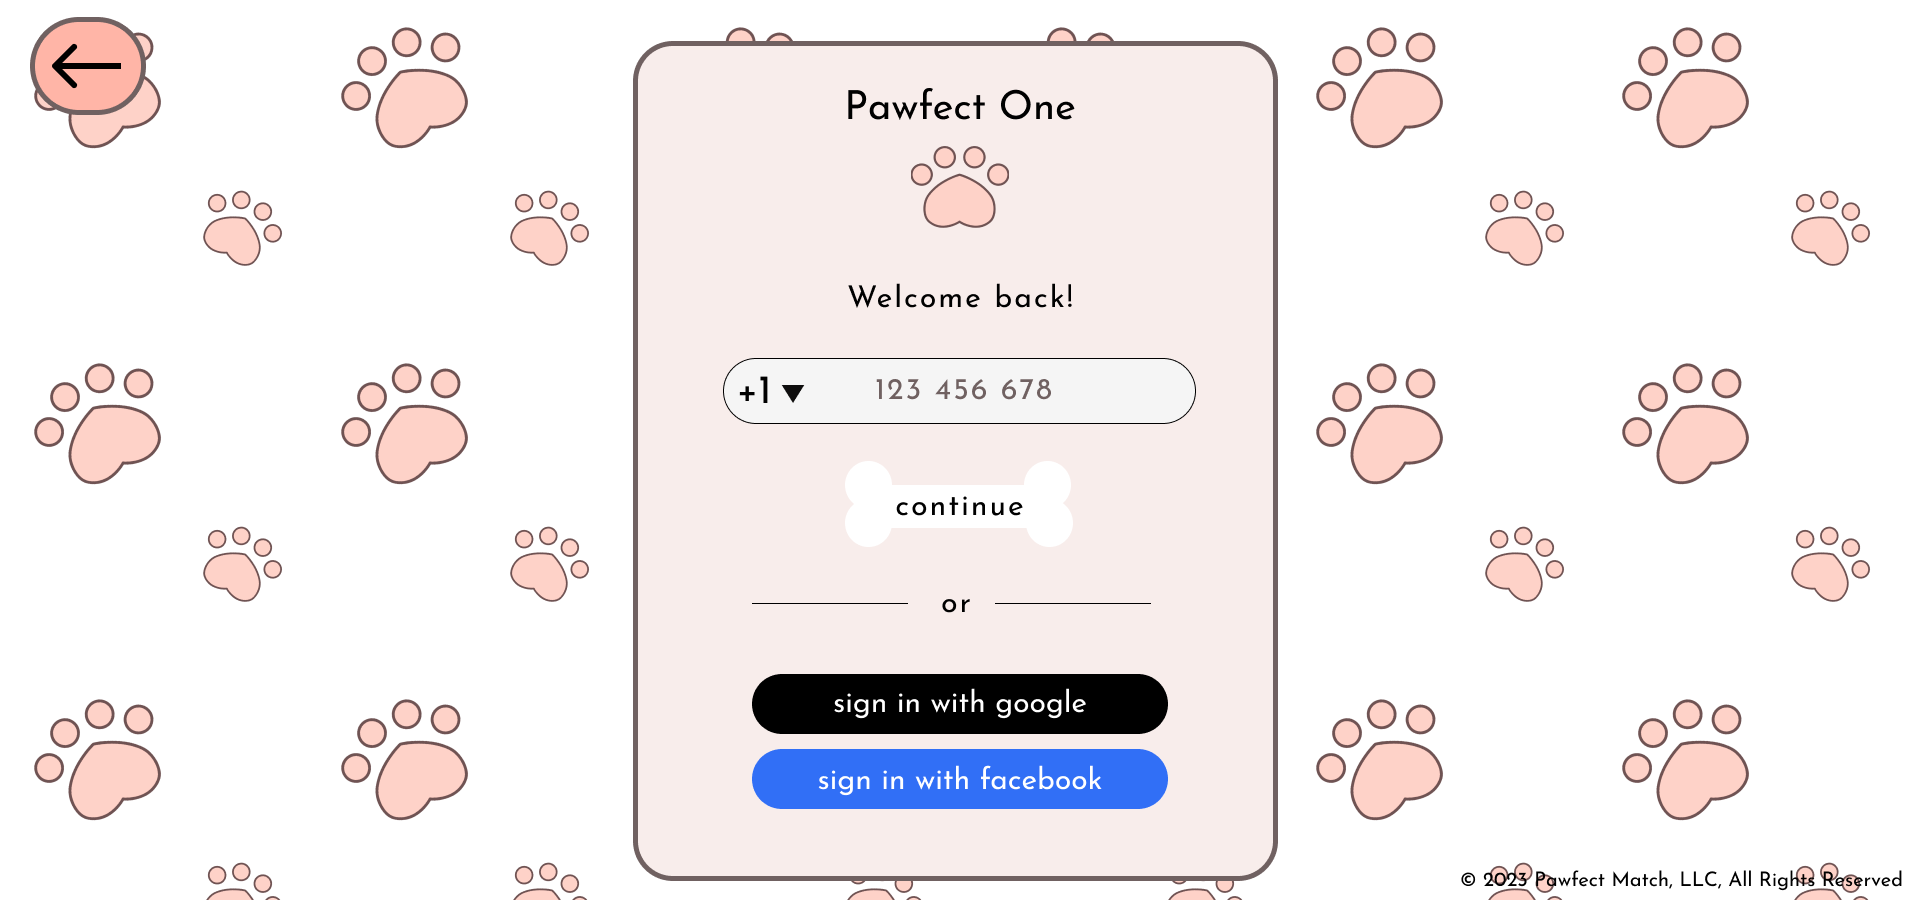 Pawfect One
Welcome back!
+1 123 456 678
continue
or
sign in with google
sign in with facebook
© 2023 Pawfect Match, LLC, All Rights Reserved